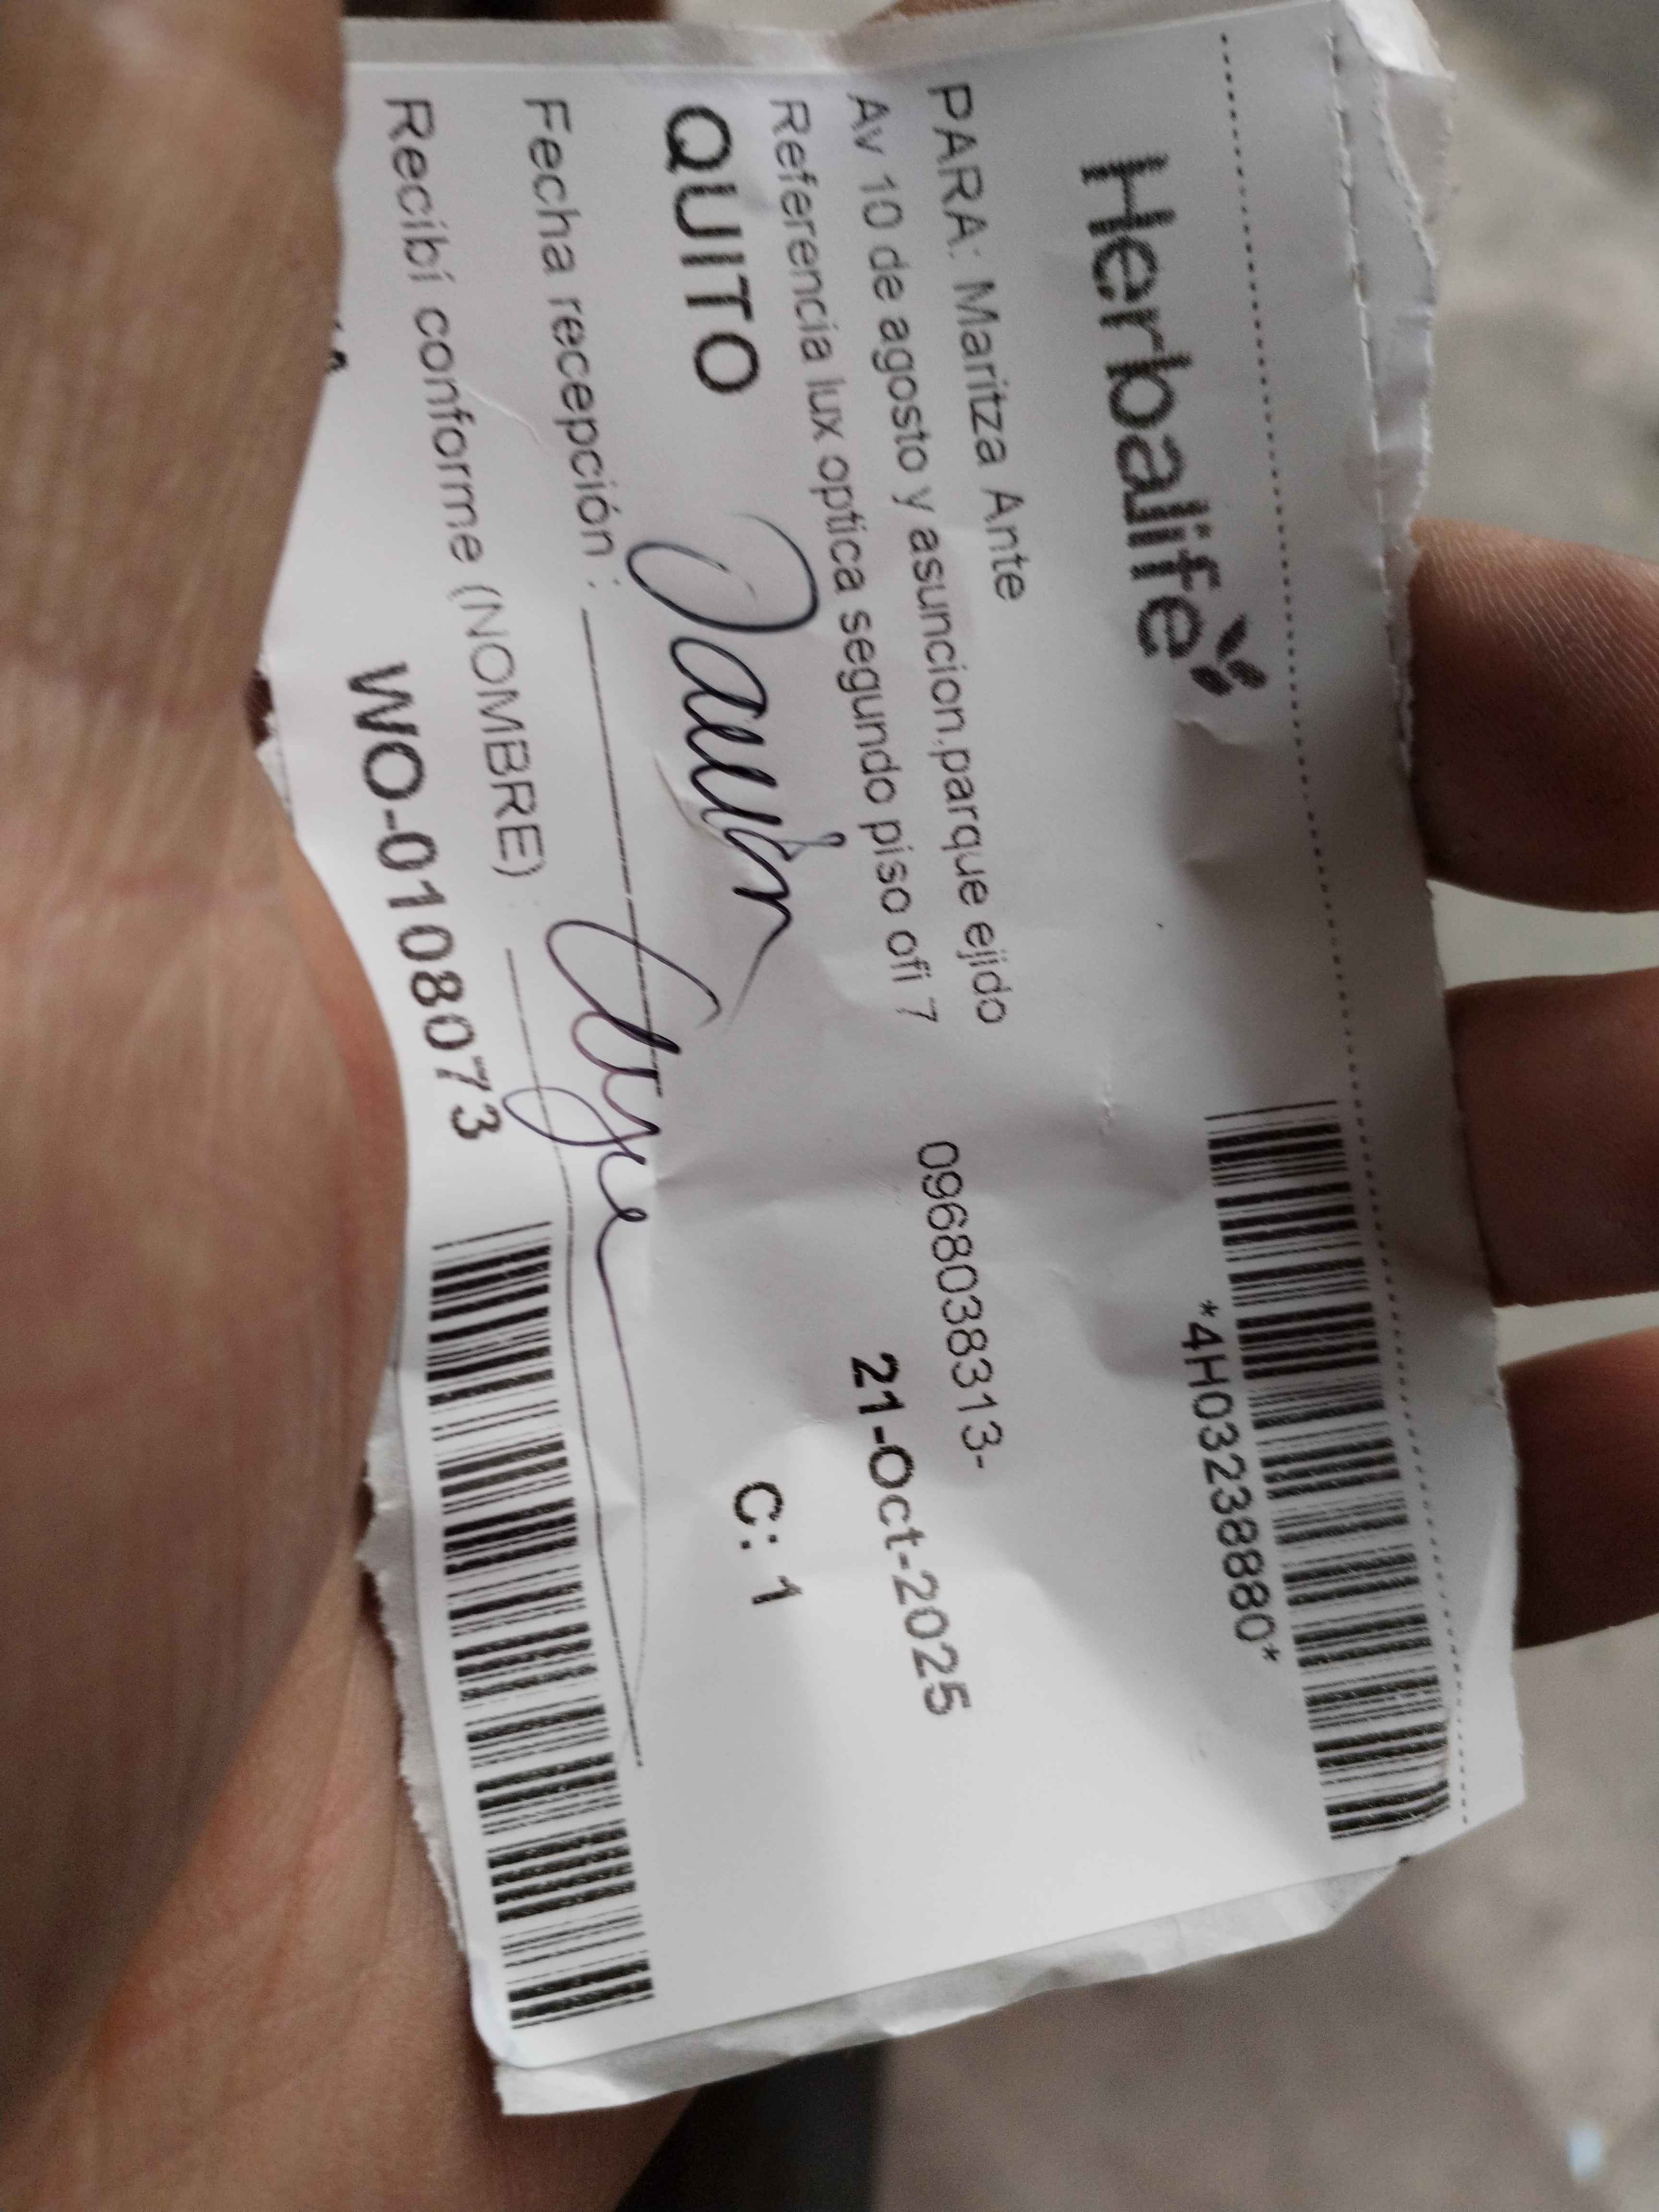 Herbalife
*4H03238880*
PARA: Maritza Ante
0968038313-
Av 10 de agosto y asuncion.parque ejido
Referencia lux optica segundo piso ofi 7
21-Oct-2025
QUITO
C: 1
Fecha recepción :
Recibí conforme (NOMBRE) :
WO-0108073